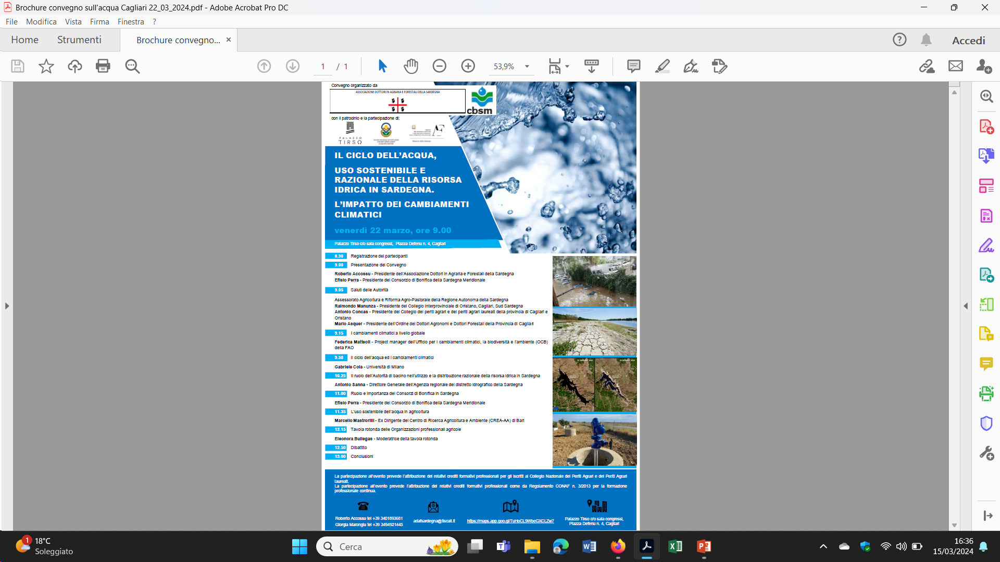 Brochure convegno sull'acqua Cagliari 22_03_2024.pdf - Adobe Acrobat Pro DC
File Modifica Vista Firma Finestra ?
Home Strumenti Brochure convegno... × Accedi
1 / 1 53,9%
Convegno organizzato da
ASSOCIAZIONE DOTTORI IN AGRARIA E FORESTALI DELLA SARDEGNA
cbsm
con il patrocinio e la partecipazione di:
PALAZZO
TIRSO
AF
IL CICLO DELL'ACQUA,
USO SOSTENIBILE E
RAZIONALE DELLA RISORSA
IDRICA IN SARDEGNA.
L'IMPATTO DEI CAMBIAMENTI
CLIMATICI
venerdì 22 marzo, ore 9.00
Palazzo Tirso c/o sala congressi, Piazza Deffenu n. 4, Cagliari
8.30 Registrazione dei partecipanti
9.00 Presentazione del Convegno
Roberto Accossu - Presidente dell'Associazione Dottori in Agraria e Forestali della Sardegna
Efisio Perra - Presidente del Consorzio di Bonifica della Sardegna Meridionale
9.05 Saluti delle Autorità
Assessorato Agricoltura e Riforma Agro-Pastorale della Regione Autonoma della Sardegna
Raimondo Manunza - Presidente del Collegio Interprovinciale di Oristano, Cagliari, Sud Sardegna
Antonio Concas - Presidente del Collegio dei periti agrari e dei periti agrari laureati della provincia di Cagliari e
Oristano
Mario Asquer - Presidente dell'Ordine dei Dottori Agronomi e Dottori Forestali della Provincia di Cagliari
9.15 I cambiamenti climatici a livello globale
Federica Matteoli - Project manager dell'Ufficio per i cambiamenti climatici, la biodiversità e l'ambiente (OCB)
della FAO
9.50 Il ciclo dell'acqua ed i cambiamenti climatici
Gabriele Cola - Università di Milano
10.25 Il ruolo dell'Autorità di bacino nell'utilizzo e la distribuzione razionale della risorsa idrica in Sardegna
Antonio Sanna - Direttore Generale dell'Agenzia regionale del distretto idrografico della Sardegna
11.00 Ruolo e importanza dei Consorzi di Bonifica in Sardegna
Efisio Perra - Presidente del Consorzio di Bonifica della Sardegna Meridionale
11.35 L'uso sostenibile dell'acqua in agricoltura
Marcello Mastrorilli - Ex Dirigente del Centro di Ricerca Agricoltura e Ambiente (CREA-AA) di Bari
12.15 Tavola rotonda delle Organizzazioni professionali agricole
Eleonora Bullegas - Moderatrice della tavola rotonda
12.50 Dibattito
13.00 Conclusioni
La partecipazione all'evento prevede l'attribuzione dei relativi crediti formativi professionali per gli iscritti al Collegio Nazionale dei Periti Agrari e dei Periti Agrari
laureati.
La partecipazione all'evento prevede l'attribuzione dei relativi crediti formativi professionali come da Regolamento CONAF n. 3/2013 per la formazione
professionale continua.
Roberto Accossu tel +39 3401893681
Giorgia Marongiu tel +39 3494921445
adafsardegna@tiscali.it
https://maps.app.goo.gl/TuHoCL9WbeGXCLZw7
Palazzo Tirso c/o sala congressi,
Piazza Defenu n. 4, Cagliari
1 18°C
Soleggiato
Cerca
16:36
15/03/2024